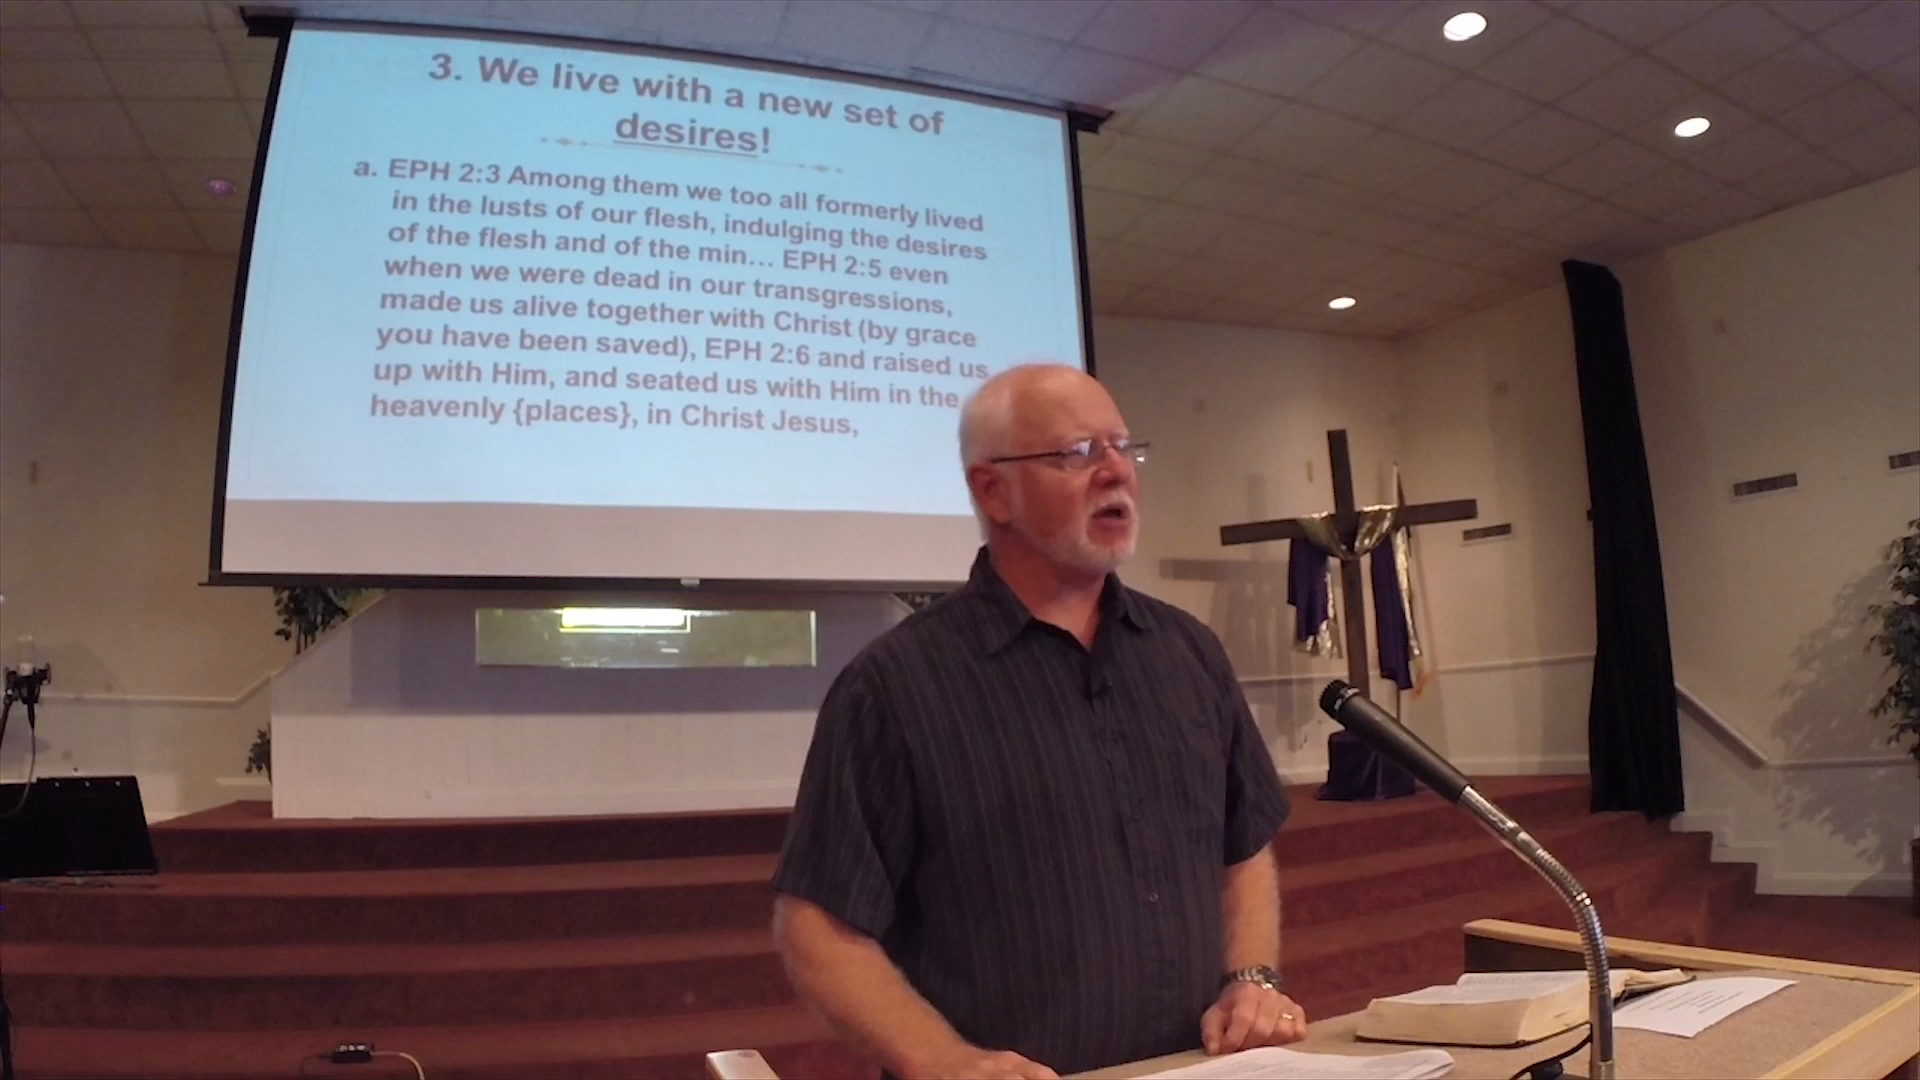 3. We live with a new set of
desires!
a. EPH 2:3 Among them we too all formerly lived
in the lusts of our flesh, indulging the desires
of the flesh and of the min... EPH 2:5 even
when we were dead in our transgressions,
made us alive together with Christ (by grace
you have been saved), EPH 2:6 and raised us
up with Him, and seated us with Him in the
heavenly {places}, in Christ Jesus,